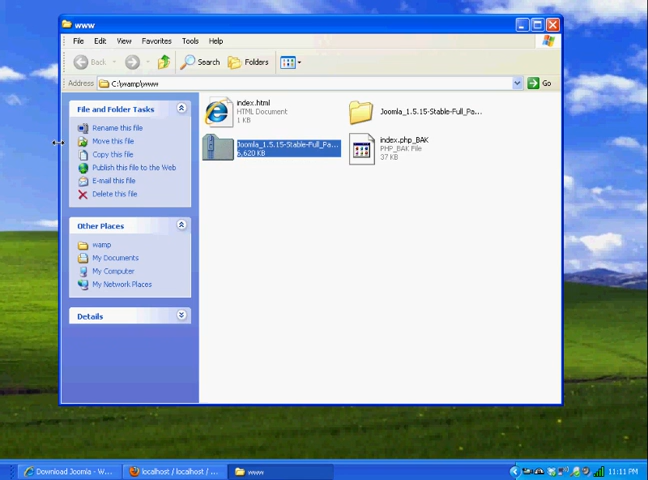 www
File Edit View Favorites Tools Help
Back Search Folders
Address C:\wamp\www Go
File and Folder Tasks
Rename this file
Move this file
Copy this file
Publish this file to the Web
E-mail this file
Delete this file
Other Places
wamp
My Documents
My Computer
My Network Places
Details
index.html
HTML Document
1 KB
Joomla_1.5.15-Stable-Full_Pa...
Joomla_1.5.15-Stable-Full_Pa...
6,620 KB
index.php_BAK
PHP_BAK File
37 KB
Download Joomla - W... localhost / localhost / ... www 11:11 PM